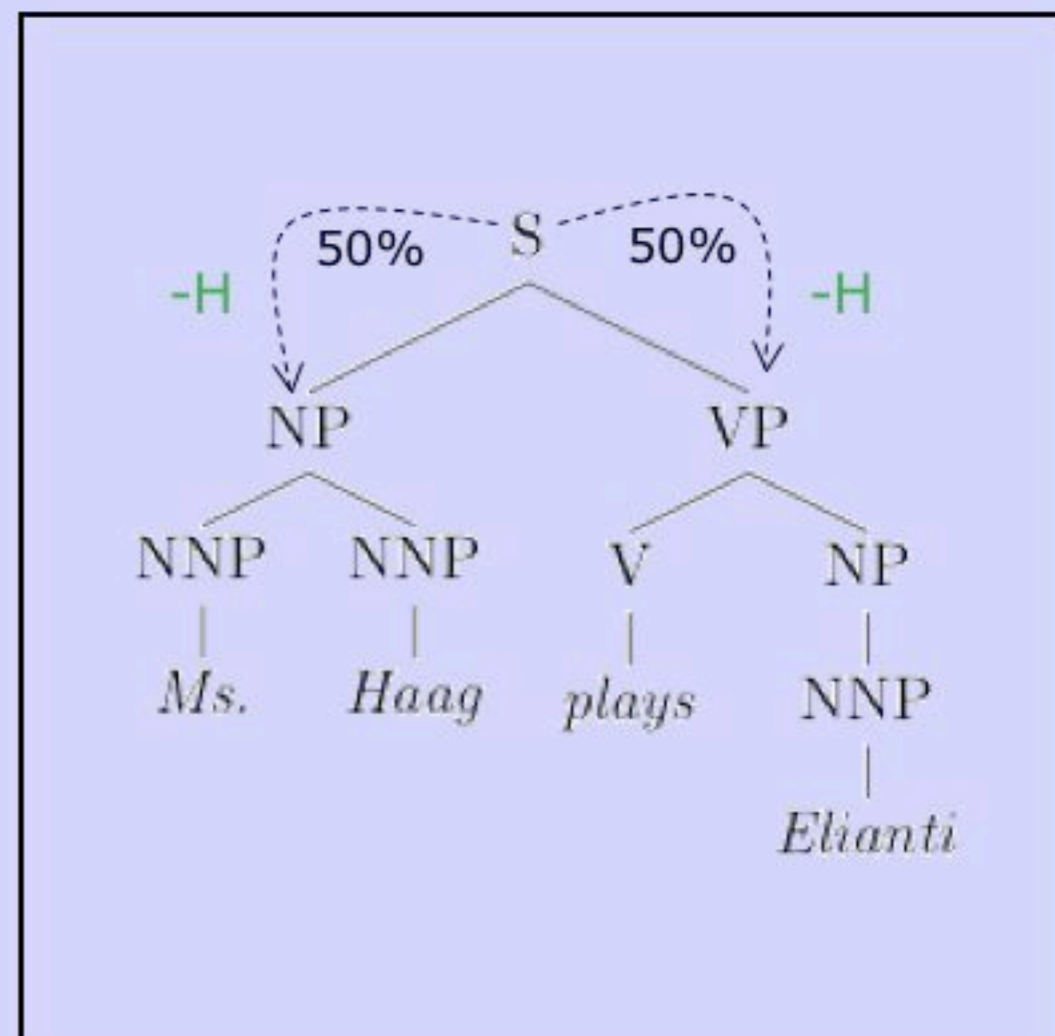 50% S 50%
-H -H
NP VP
NNP NNP V NP
Ms. Haag plays NNP
Elianti